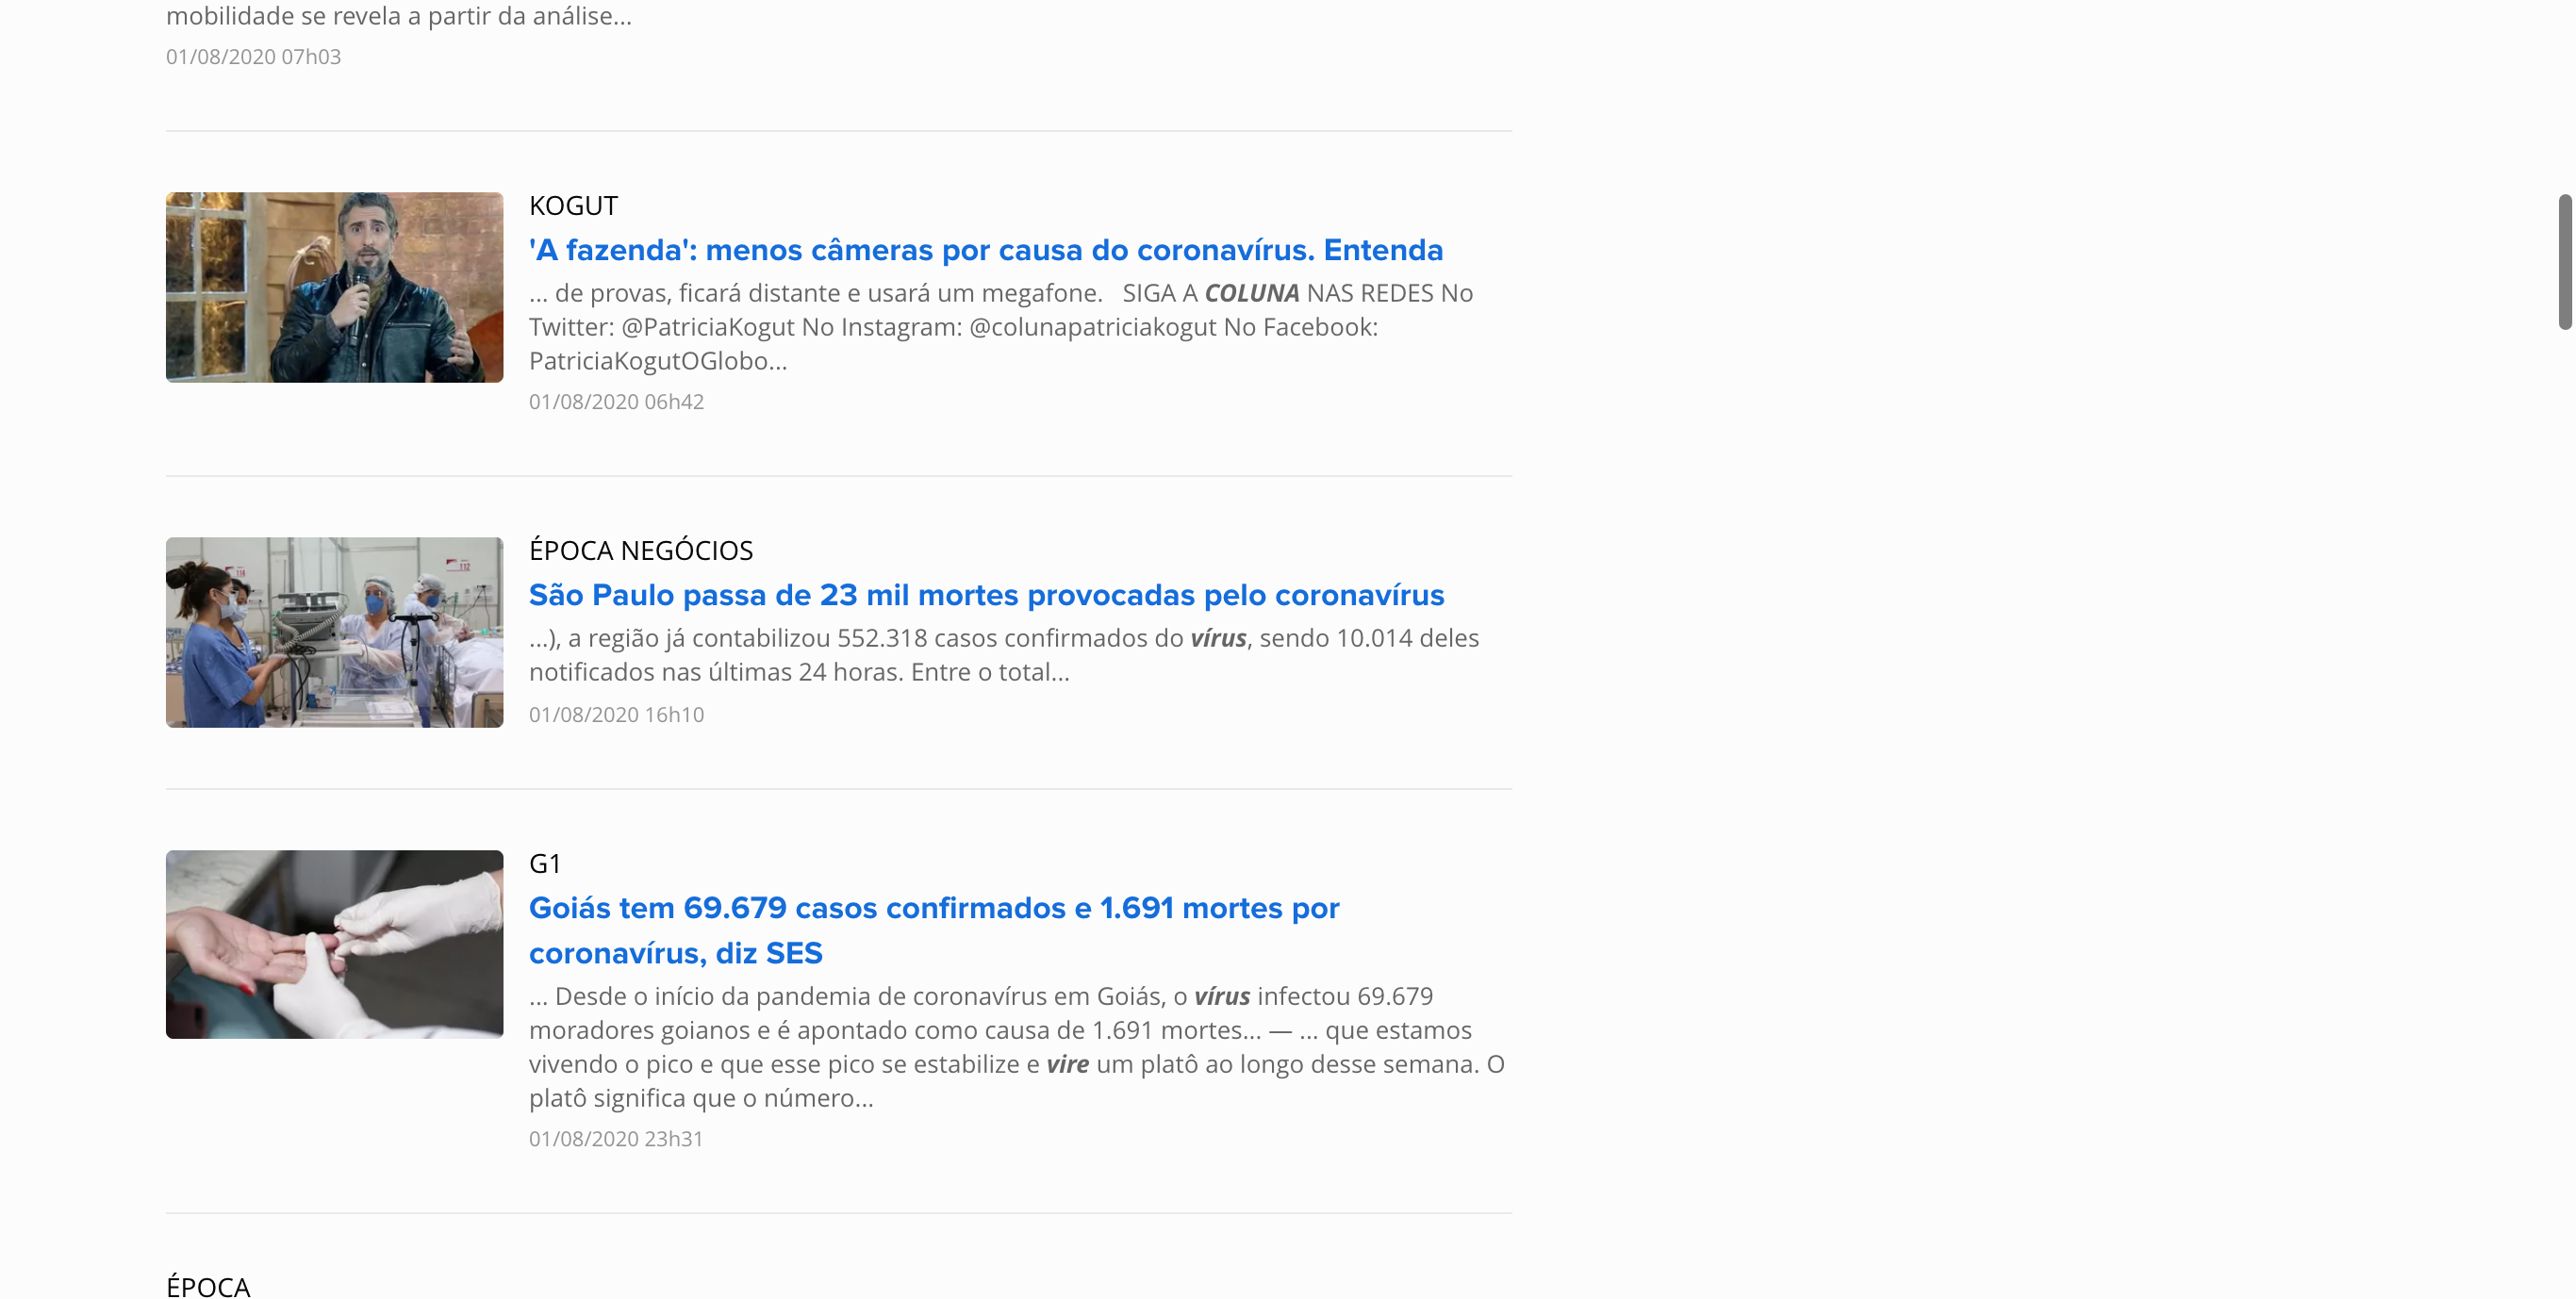 mobilidade se revela a partir da análise...
01/08/2020 07h03
KOGUT
'A fazenda': menos câmeras por causa do coronavírus. Entenda
... de provas, ficará distante e usará um megafone.   SIGA A COLUNA NAS REDES No
Twitter: @PatriciaKogut No Instagram: @colunapatriciakogut No Facebook:
PatriciaKogutOGlobo...
01/08/2020 06h42
ÉPOCA NEGÓCIOS
São Paulo passa de 23 mil mortes provocadas pelo coronavírus
...), a região já contabilizou 552.318 casos confirmados do vírus, sendo 10.014 deles
notificados nas últimas 24 horas. Entre o total...
01/08/2020 16h10
114
112
G1
Goiás tem 69.679 casos confirmados e 1.691 mortes por
coronavírus, diz SES
... Desde o início da pandemia de coronavírus em Goiás, o vírus infectou 69.679
moradores goianos e é apontado como causa de 1.691 mortes... — ... que estamos
vivendo o pico e que esse pico se estabilize e vire um platô ao longo desse semana. O
platô significa que o número...
01/08/2020 23h31
ÉPOCA